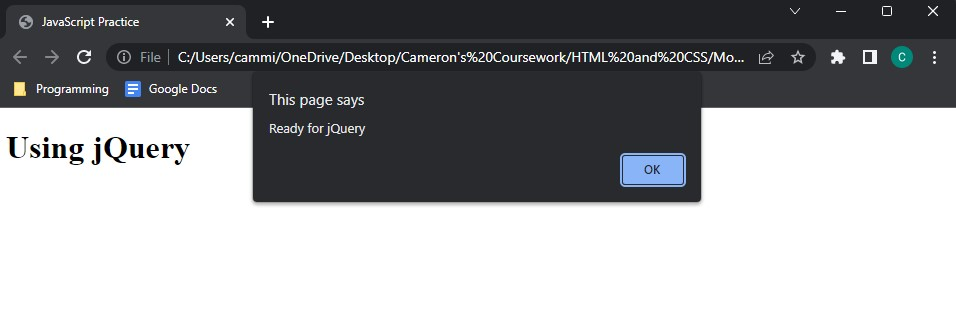 JavaScript Practice
File C:/Users/cammi/OneDrive/Desktop/Cameron's%20Coursework/HTML%20and%20CSS/Mo...
C
Programming Google Docs
This page says
Ready for jQuery
OK
Using jQuery